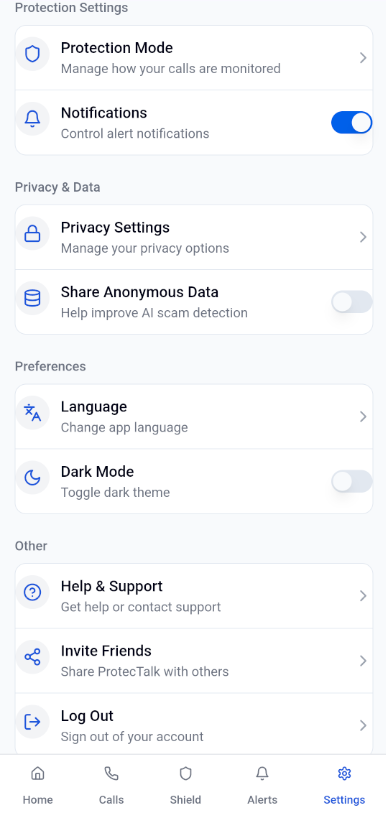 Protection Settings
Protection Mode
Manage how your calls are monitored
Notifications
Control alert notifications
Privacy & Data
Privacy Settings
Manage your privacy options
Share Anonymous Data
Help improve AI scam detection
Preferences
Language
Change app language
Dark Mode
Toggle dark theme
Other
Help & Support
Get help or contact support
Invite Friends
Share ProtecTalk with others
Log Out
Sign out of your account
Home Calls Shield Alerts Settings